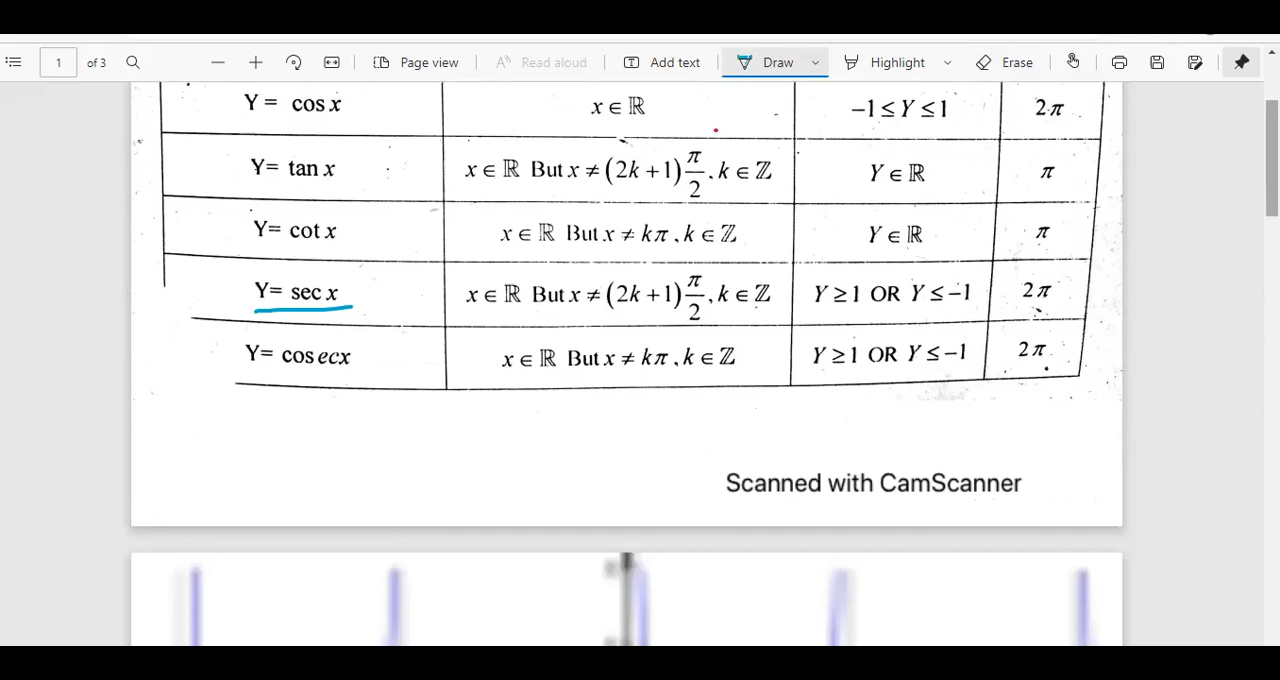 1 of 3 Page view Read aloud Add text Draw Highlight Erase
Y = cos x x ∈ ℝ −1 ≤ Y ≤ 1 2π
Y= tan x x ∈ ℝ But x ≠ (2k +1) π/2 , k ∈ ℤ Y ∈ ℝ π
Y= cot x x ∈ ℝ But x ≠ kπ , k ∈ ℤ Y ∈ ℝ π
Y= sec x x ∈ ℝ But x ≠ (2k +1) π/2 , k ∈ ℤ Y ≥ 1 OR Y ≤ −1 2π
Y= cosecx x ∈ ℝ But x ≠ kπ , k ∈ ℤ Y ≥ 1 OR Y ≤ −1 2π
Scanned with CamScanner